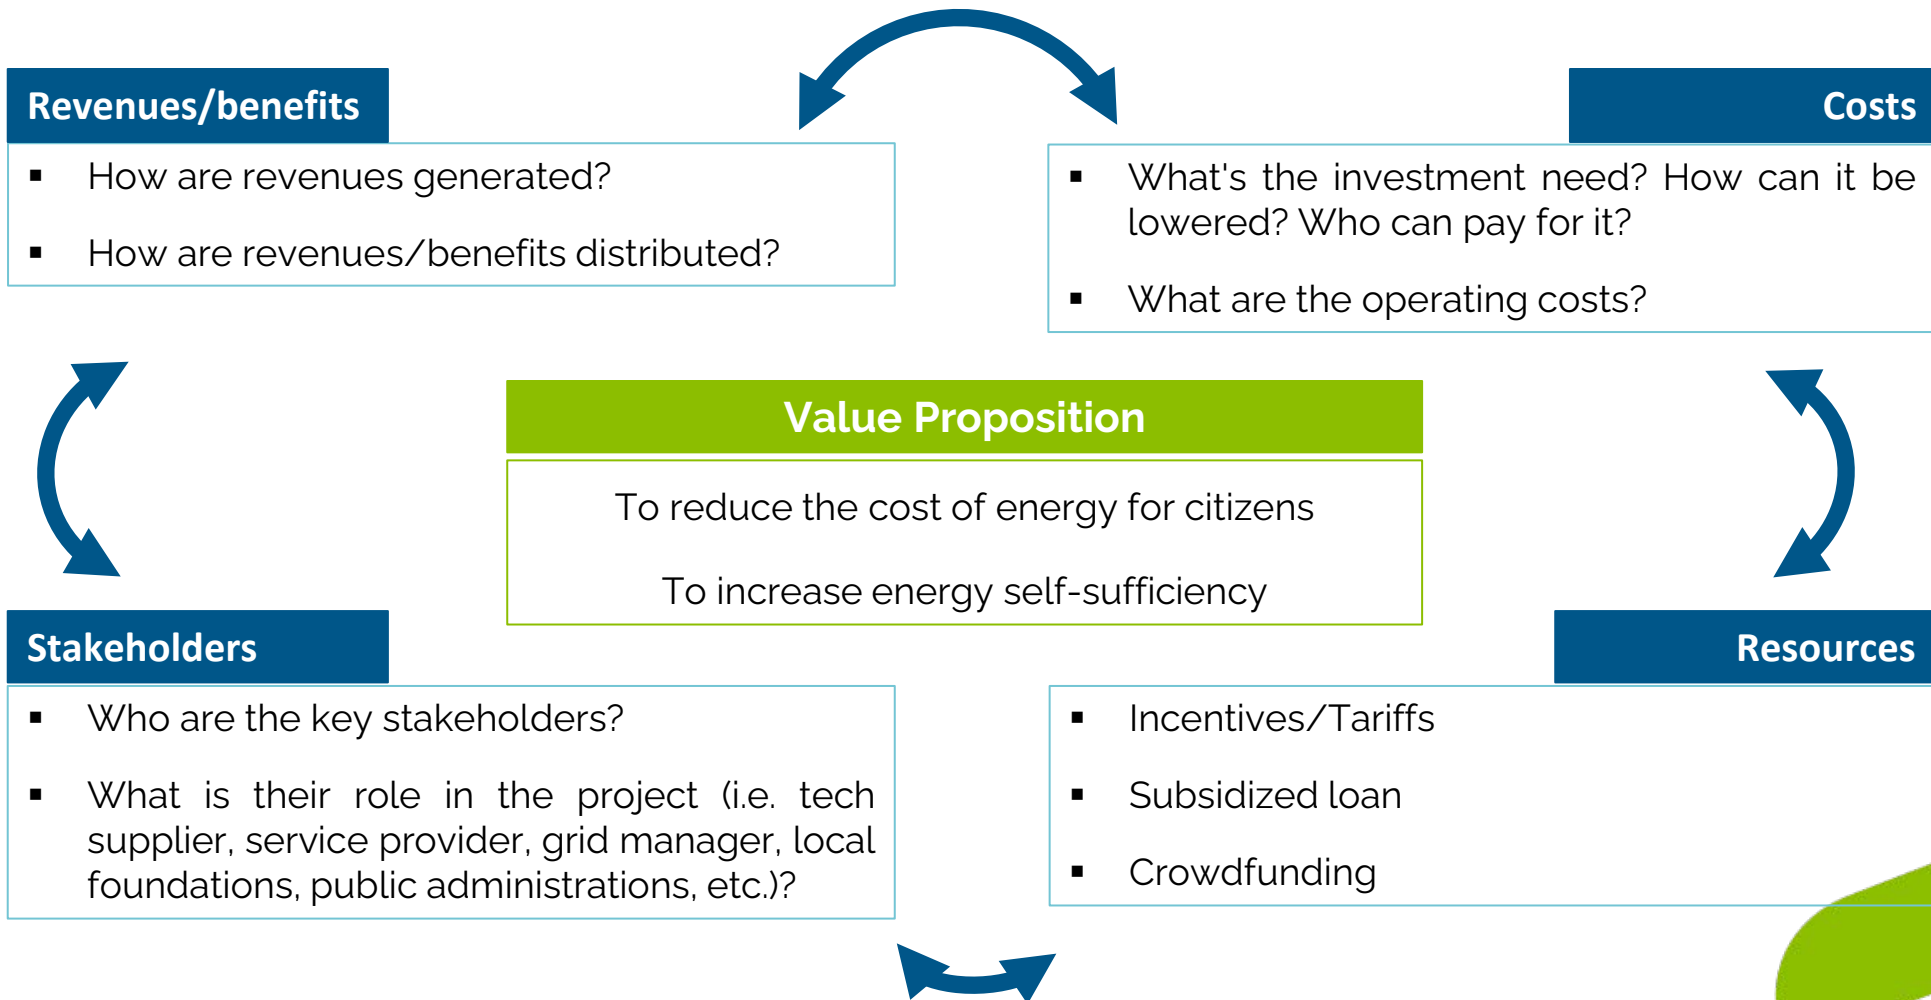 Revenues/benefits
▪ How are revenues generated?
▪ How are revenues/benefits distributed?
Costs
▪ What's the investment need? How can it be
lowered? Who can pay for it?
▪ What are the operating costs?
Value Proposition
To reduce the cost of energy for citizens
To increase energy self-sufficiency
Stakeholders
▪ Who are the key stakeholders?
▪ What is their role in the project (i.e. tech
supplier, service provider, grid manager, local
foundations, public administrations, etc.)?
Resources
▪ Incentives/Tariffs
▪ Subsidized loan
▪ Crowdfunding